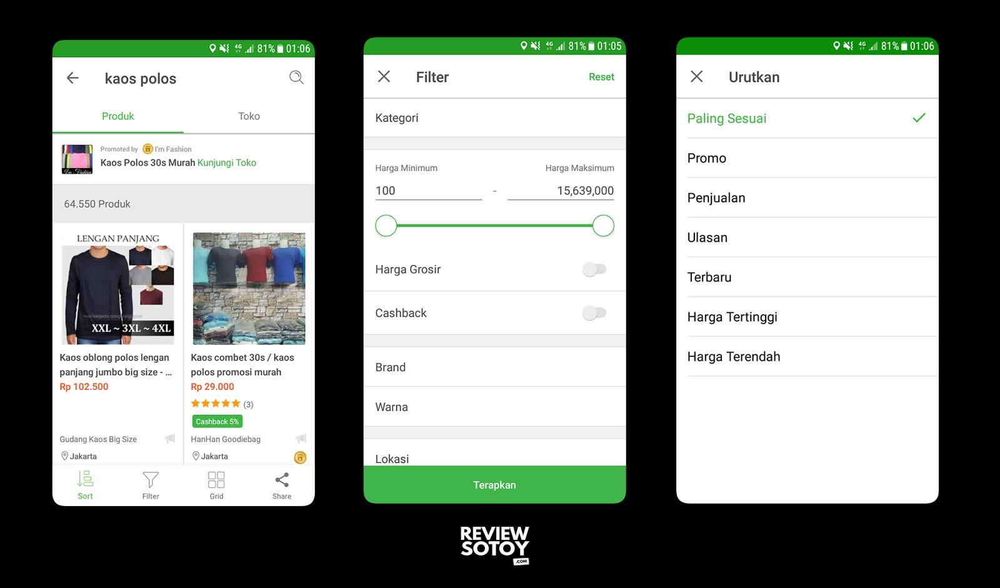 4G 81% 01:06
kaos polos
Produk
Toko
Promoted by I'm Fashion
Kaos Polos 30s Murah Kunjungi Toko
I'm Fashion
64.550 Produk
LENGAN PANJANG
XXL ~ 3XL ~ 4XL
Kaos oblong polos lengan
panjang jumbo big size - ...
Rp 102.500
Gudang Kaos Big Size
Jakarta
Kaos combet 30s / kaos
polos promosi murah
Rp 29.000
(3)
Cashback 5%
HanHan Goodiebag
Jakarta
Sort
Filter
Grid
Share
4G 81% 01:05
Filter
Reset
Kategori
Harga Minimum
Harga Maksimum
100 - 15,639,000
Harga Grosir
Cashback
Brand
Warna
Lokasi
Terapkan
4G 81% 01:06
Urutkan
Paling Sesuai
Promo
Penjualan
Ulasan
Terbaru
Harga Tertinggi
Harga Terendah
REVIEW
SOTOY
.COM